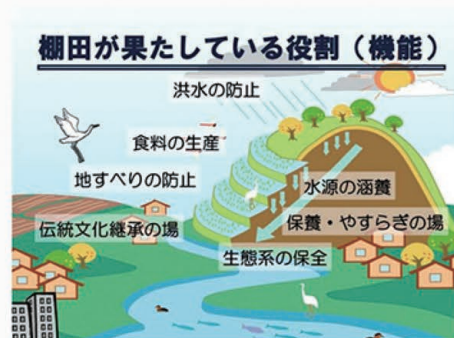 棚田が果たしている役割（機能）
洪水の防止
食料の生産
地すべりの防止
水源の涵養
伝統文化継承の場
保養・やすらぎの場
生態系の保全